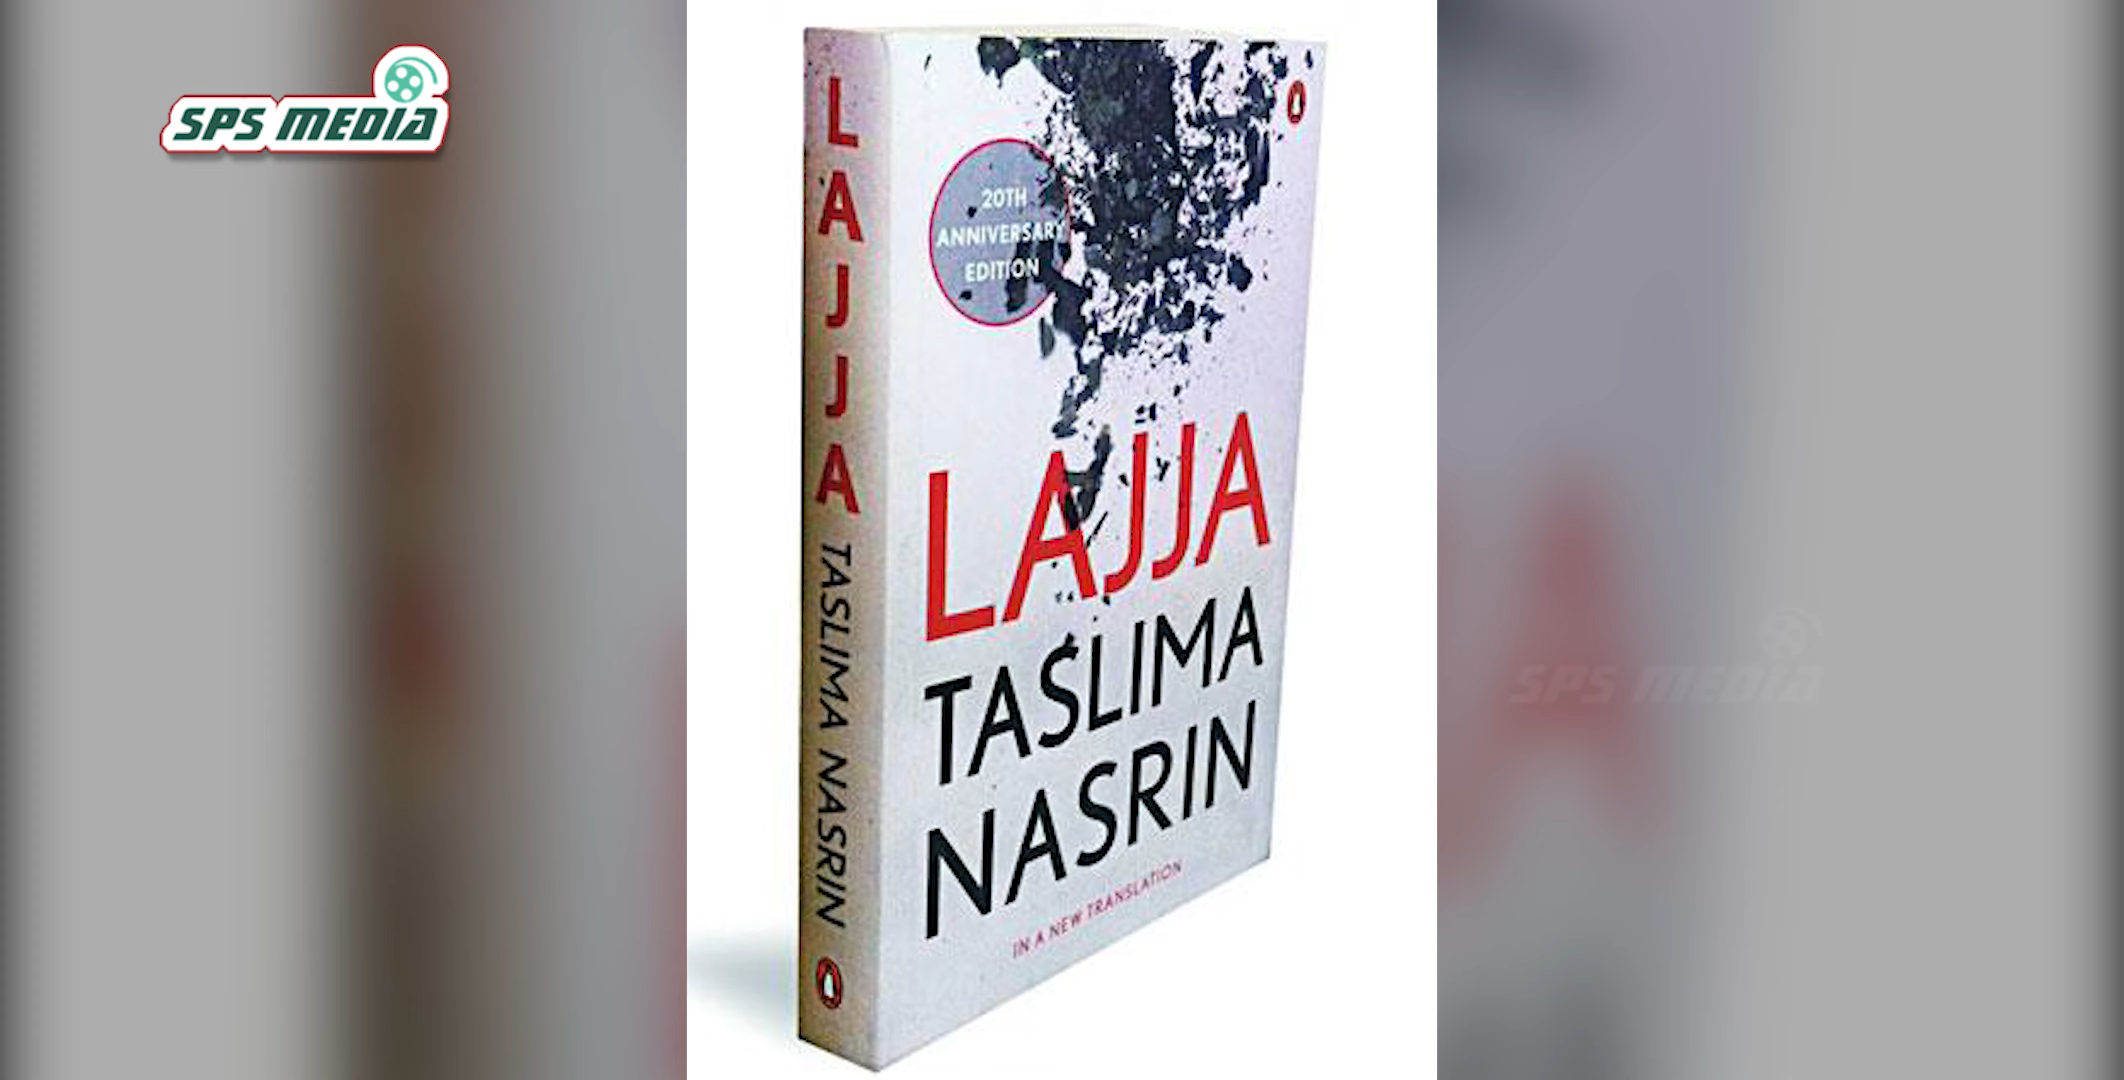 SPS MEDIA
LAJJA TASLIMA NASRIN
20TH
ANNIVERSARY
EDITION
LAJJA
TASLIMA
NASRIN
IN A NEW TRANSLATION
SPS MEDIA